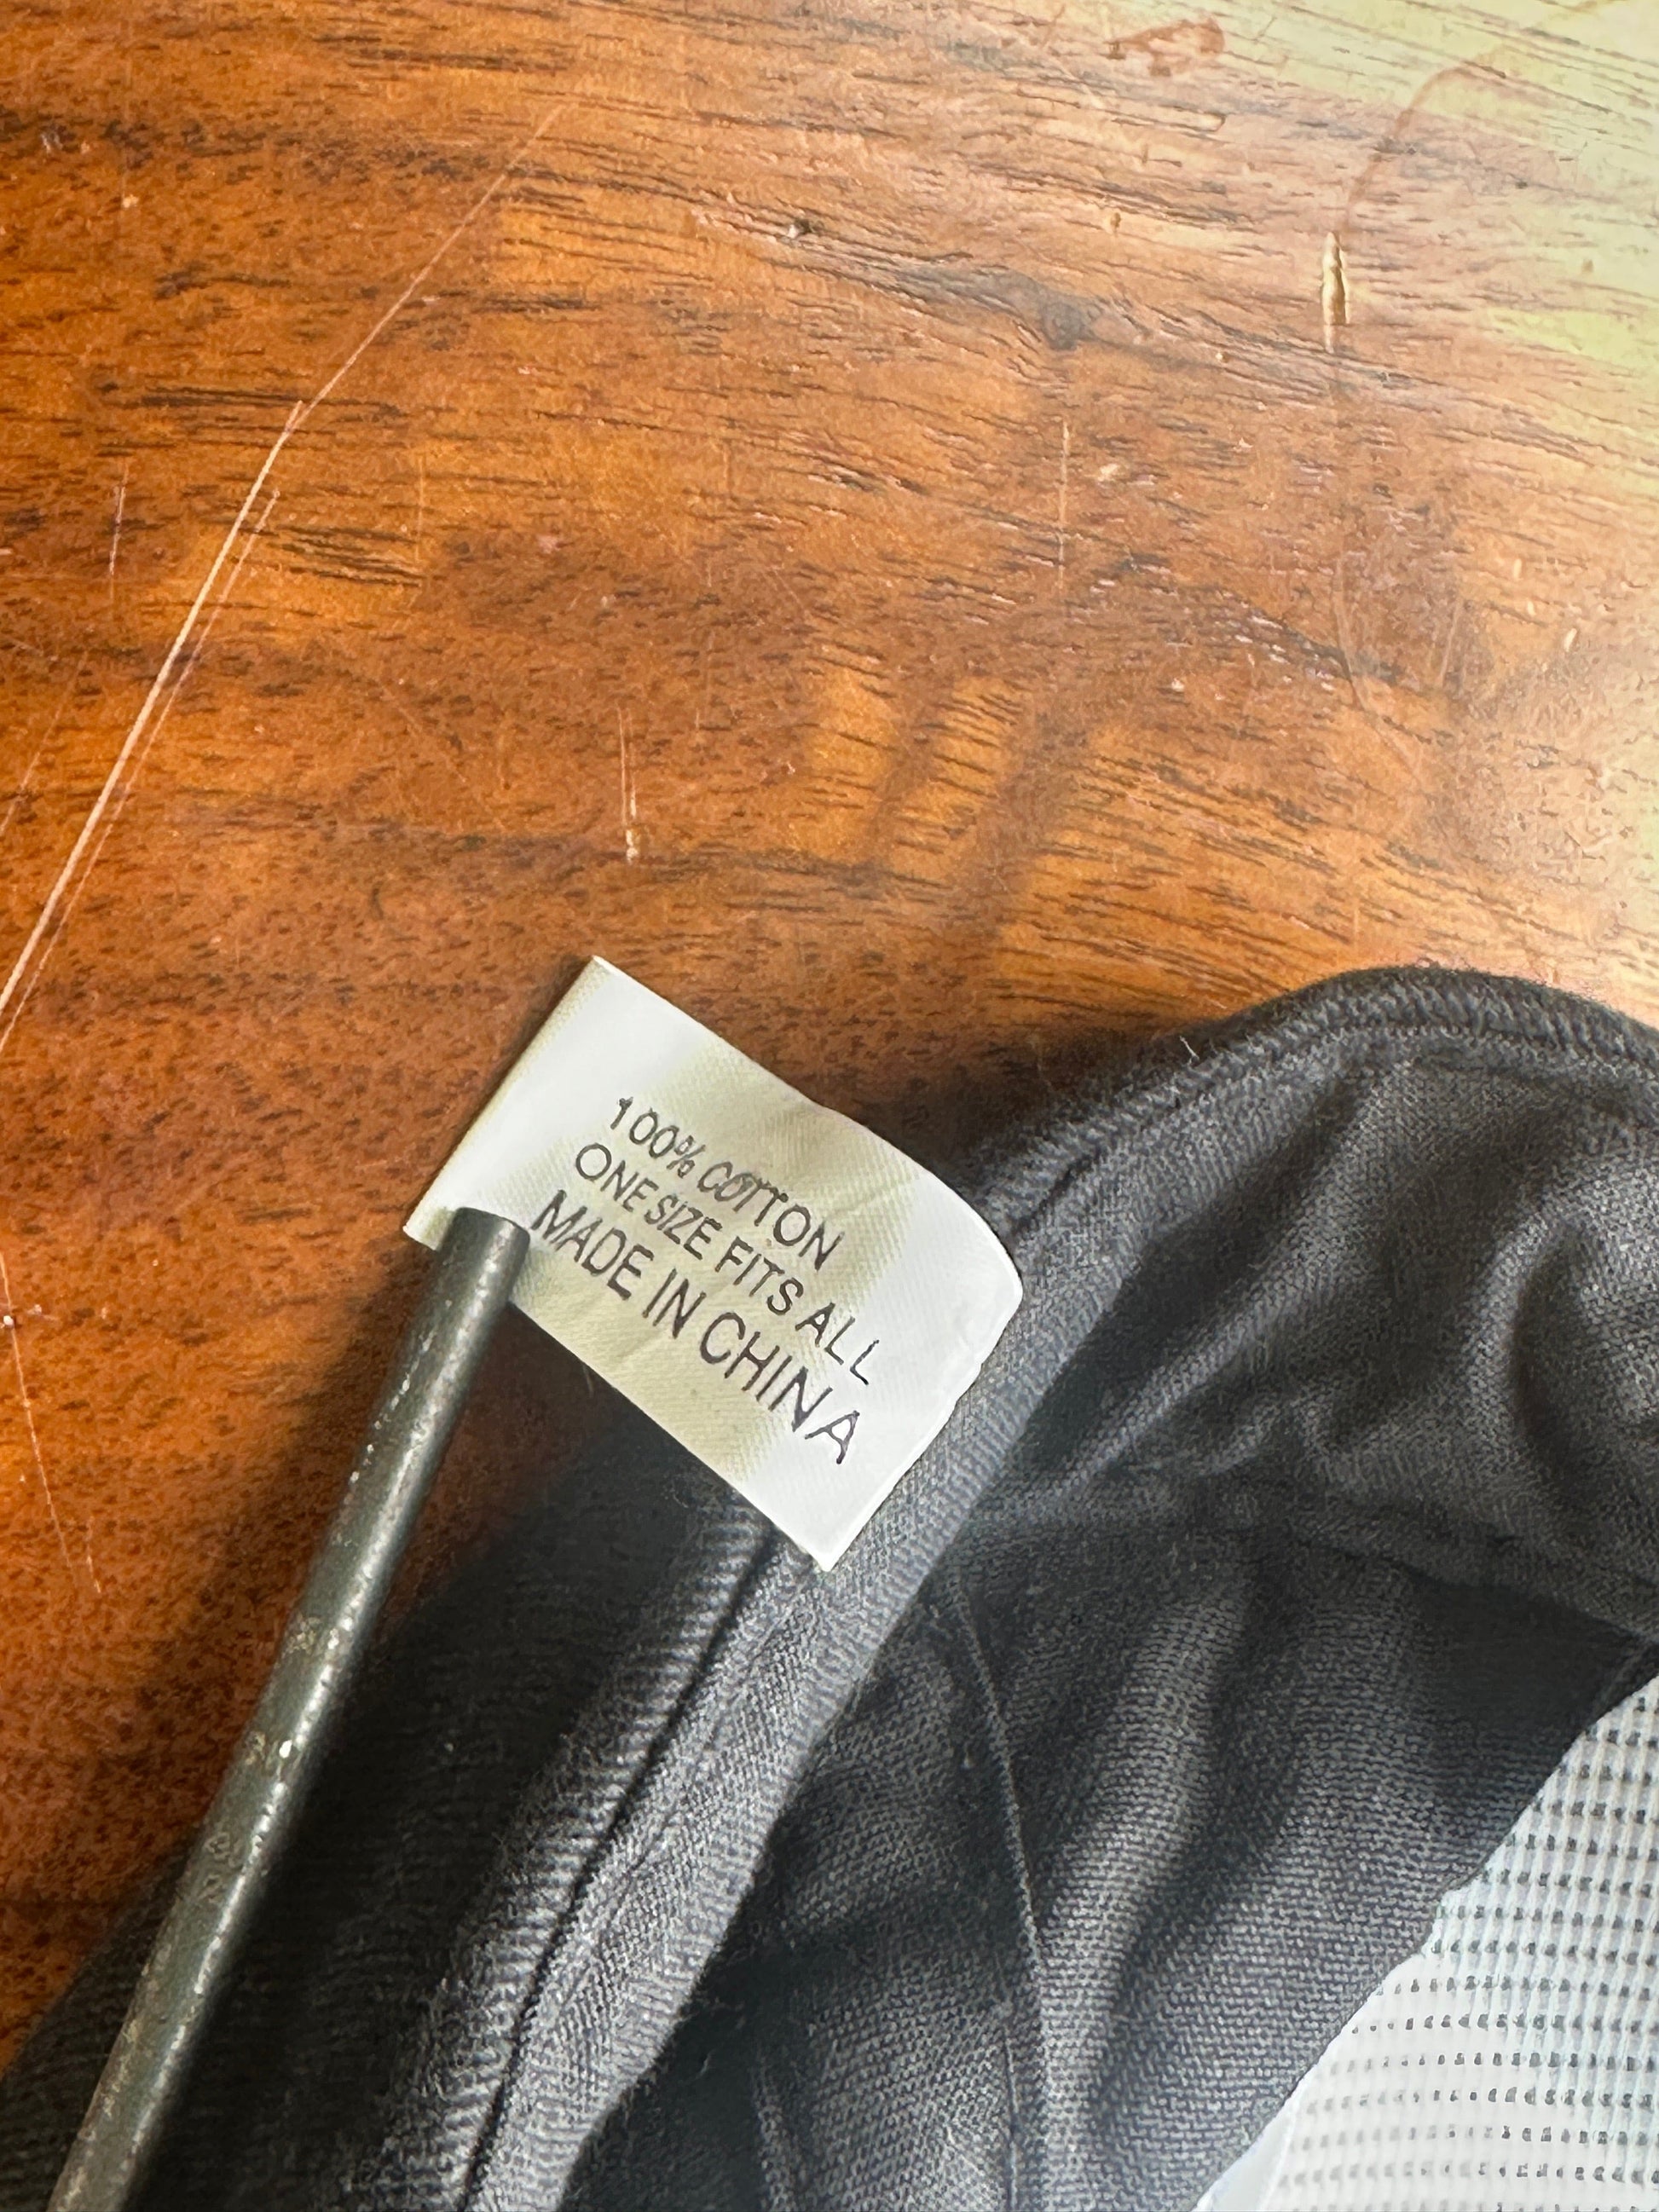 100% COTTON
ONE SIZE FITS ALL
MADE IN CHINA